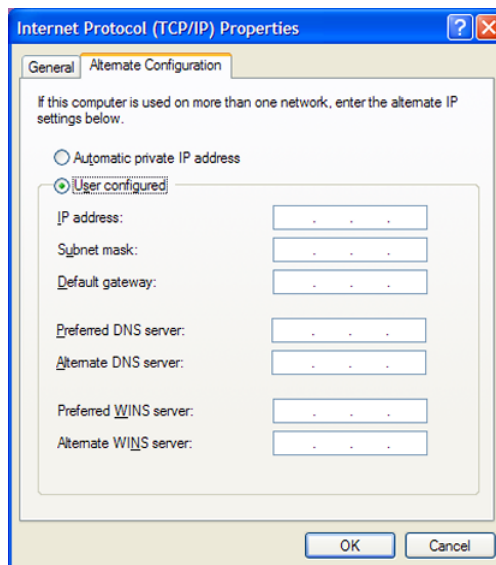 Internet Protocol (TCP/IP) Properties
General
Alternate Configuration
If this computer is used on more than one network, enter the alternate IP
settings below.
Automatic private IP address
User configured
IP address:
Subnet mask:
Default gateway:
Preferred DNS server:
Alternate DNS server:
Preferred WINS server:
Alternate WINS server:
OK
Cancel